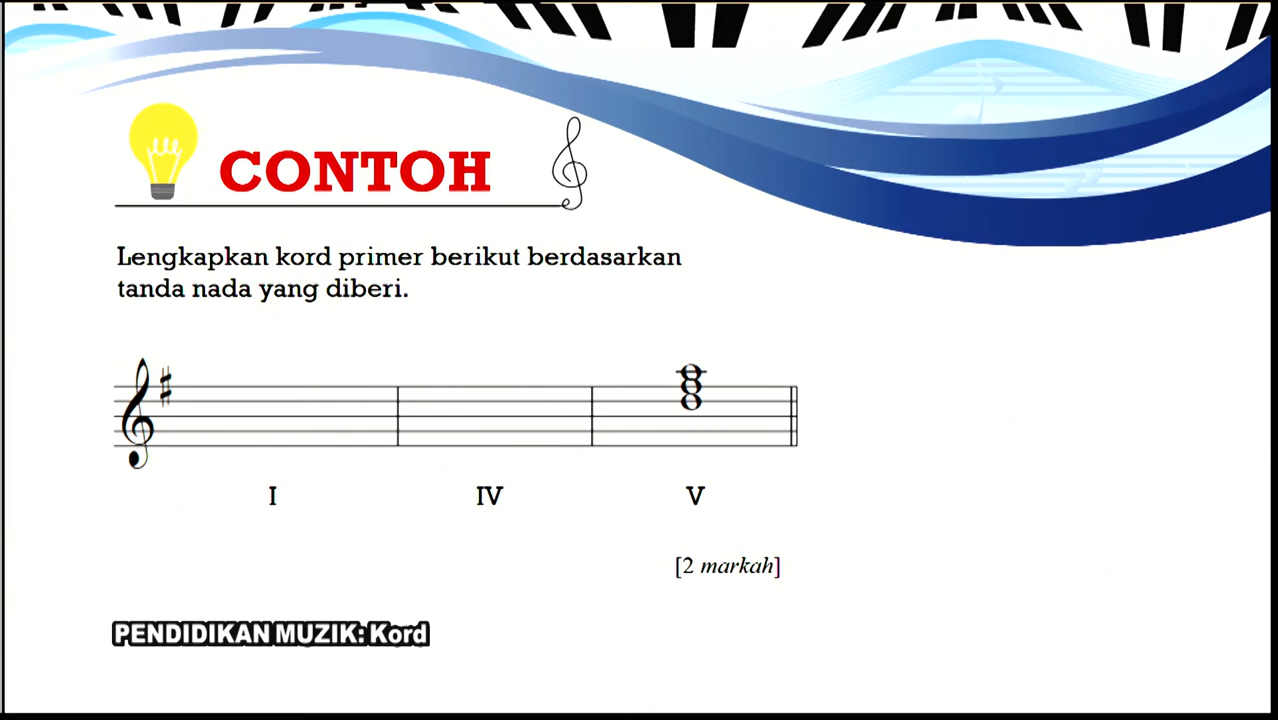 CONTOH
Lengkapkan kord primer berikut berdasarkan
tanda nada yang diberi.
I IV V
[2 markah]
PENDIDIKAN MUZIK: Kord